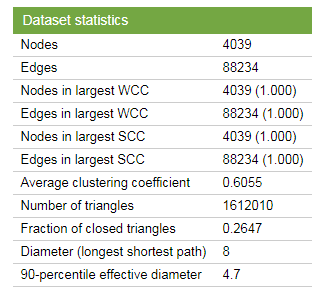 Dataset statistics
Nodes 4039
Edges 88234
Nodes in largest WCC 4039 (1.000)
Edges in largest WCC 88234 (1.000)
Nodes in largest SCC 4039 (1.000)
Edges in largest SCC 88234 (1.000)
Average clustering coefficient 0.6055
Number of triangles 1612010
Fraction of closed triangles 0.2647
Diameter (longest shortest path) 8
90-percentile effective diameter 4.7